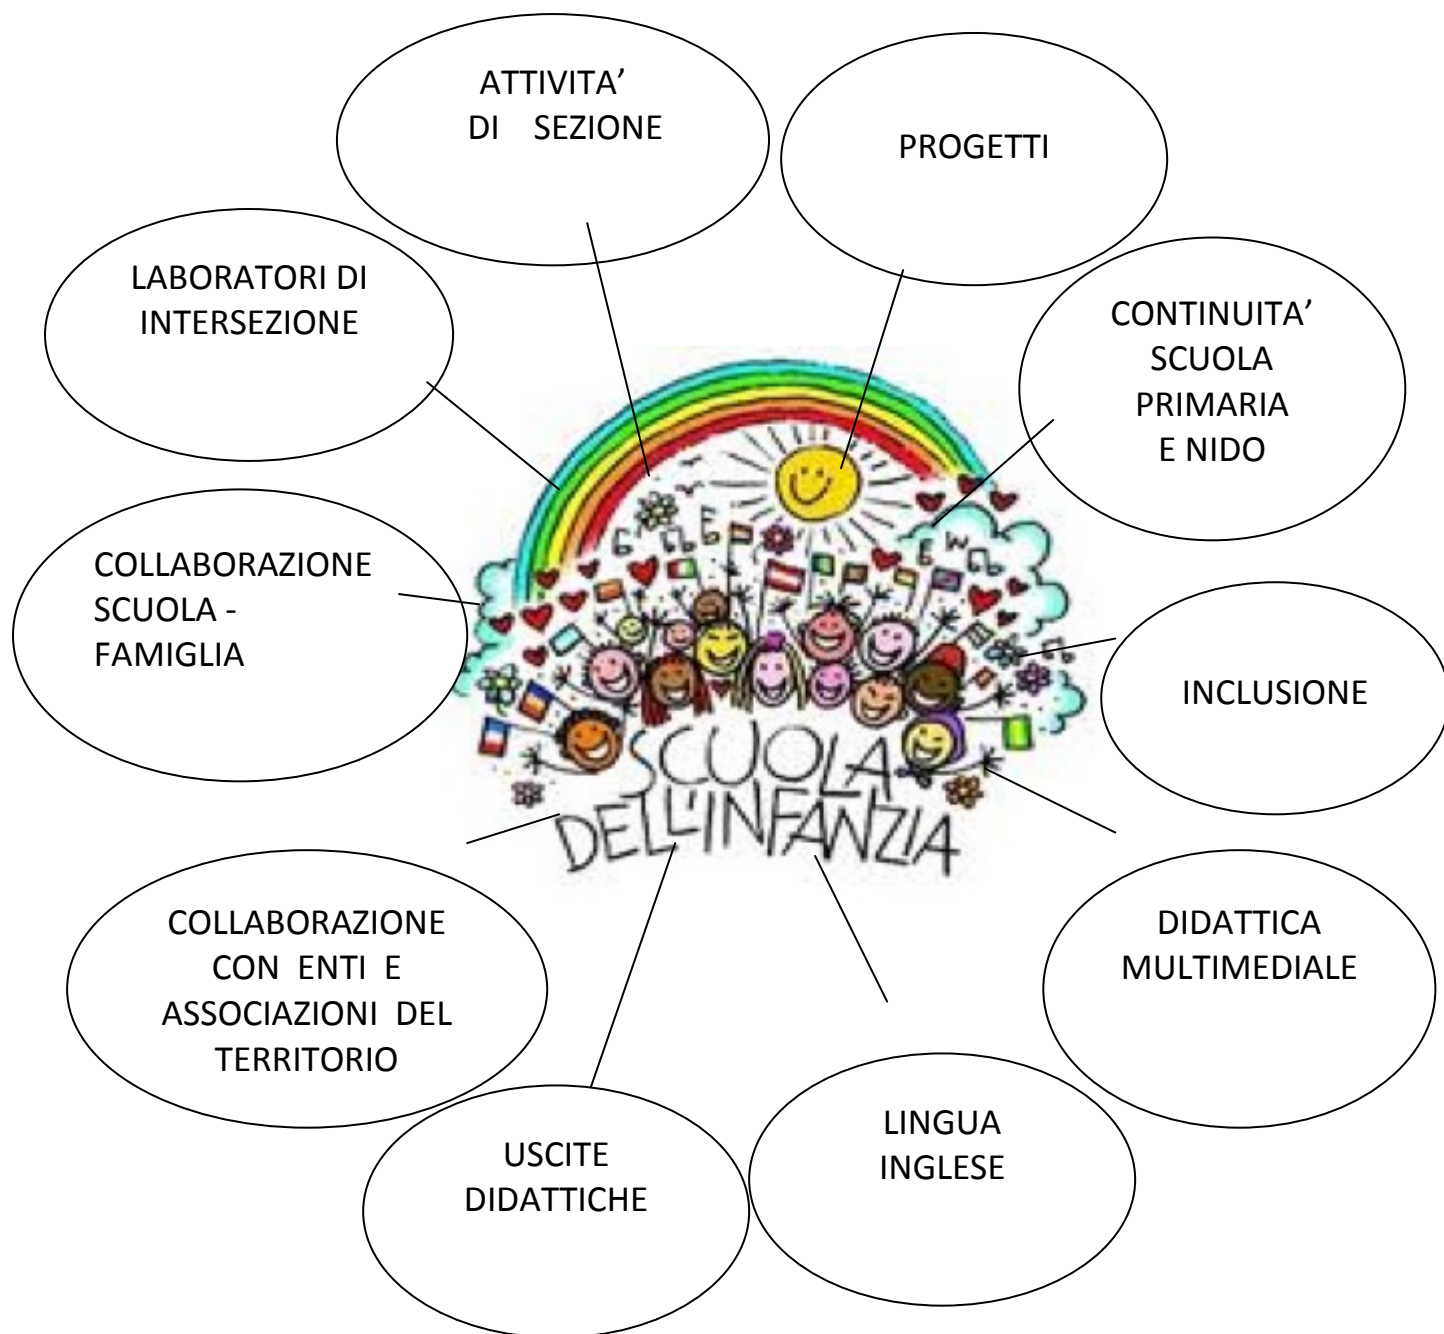 ATTIVITA’
DI SEZIONE
PROGETTI
LABORATORI DI
INTERSEZIONE
CONTINUITA’
SCUOLA
PRIMARIA
E NIDO
COLLABORAZIONE
SCUOLA -
FAMIGLIA
INCLUSIONE
SCUOLA
DELL'INFANZIA
COLLABORAZIONE
CON ENTI E
ASSOCIAZIONI DEL
TERRITORIO
DIDATTICA
MULTIMEDIALE
USCITE
DIDATTICHE
LINGUA
INGLESE